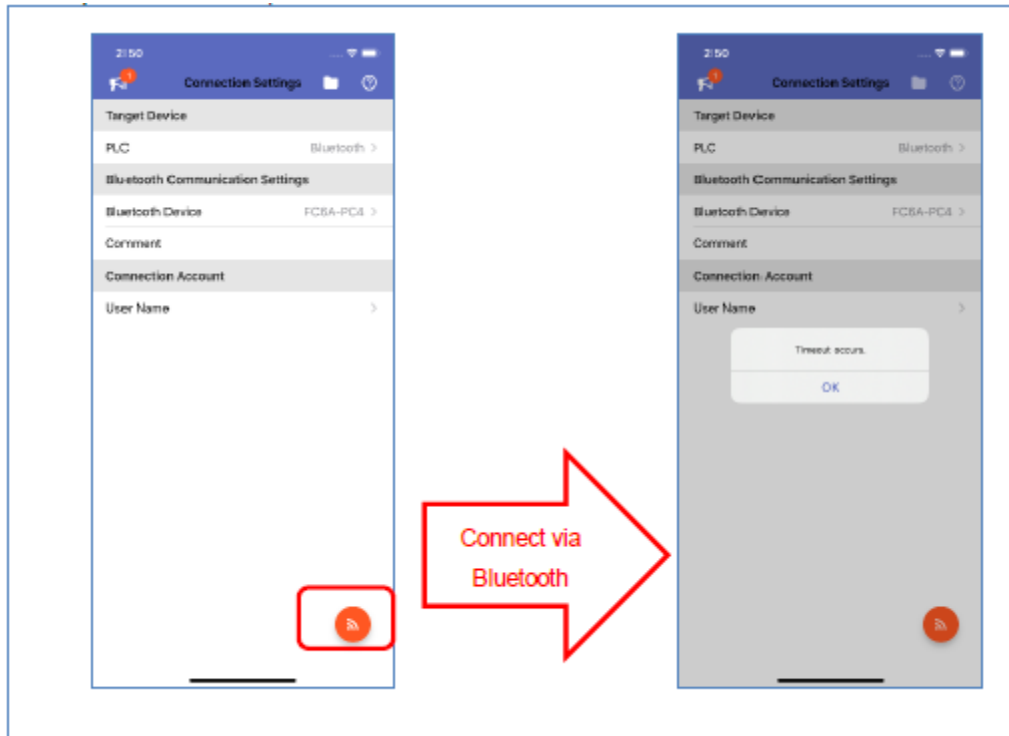 2:50
1
Connection Settings
Target Device
PLC Bluetooth >
Bluetooth Communication Settings
Bluetooth Device FC6A-PC4 >
Comment
Connection Account
User Name >
Connect via
Bluetooth
2:50
1
Connection Settings
Target Device
PLC Bluetooth >
Bluetooth Communication Settings
Bluetooth Device FC6A-PC4 >
Comment
Connection Account
User Name >
Timeout occurs.
OK